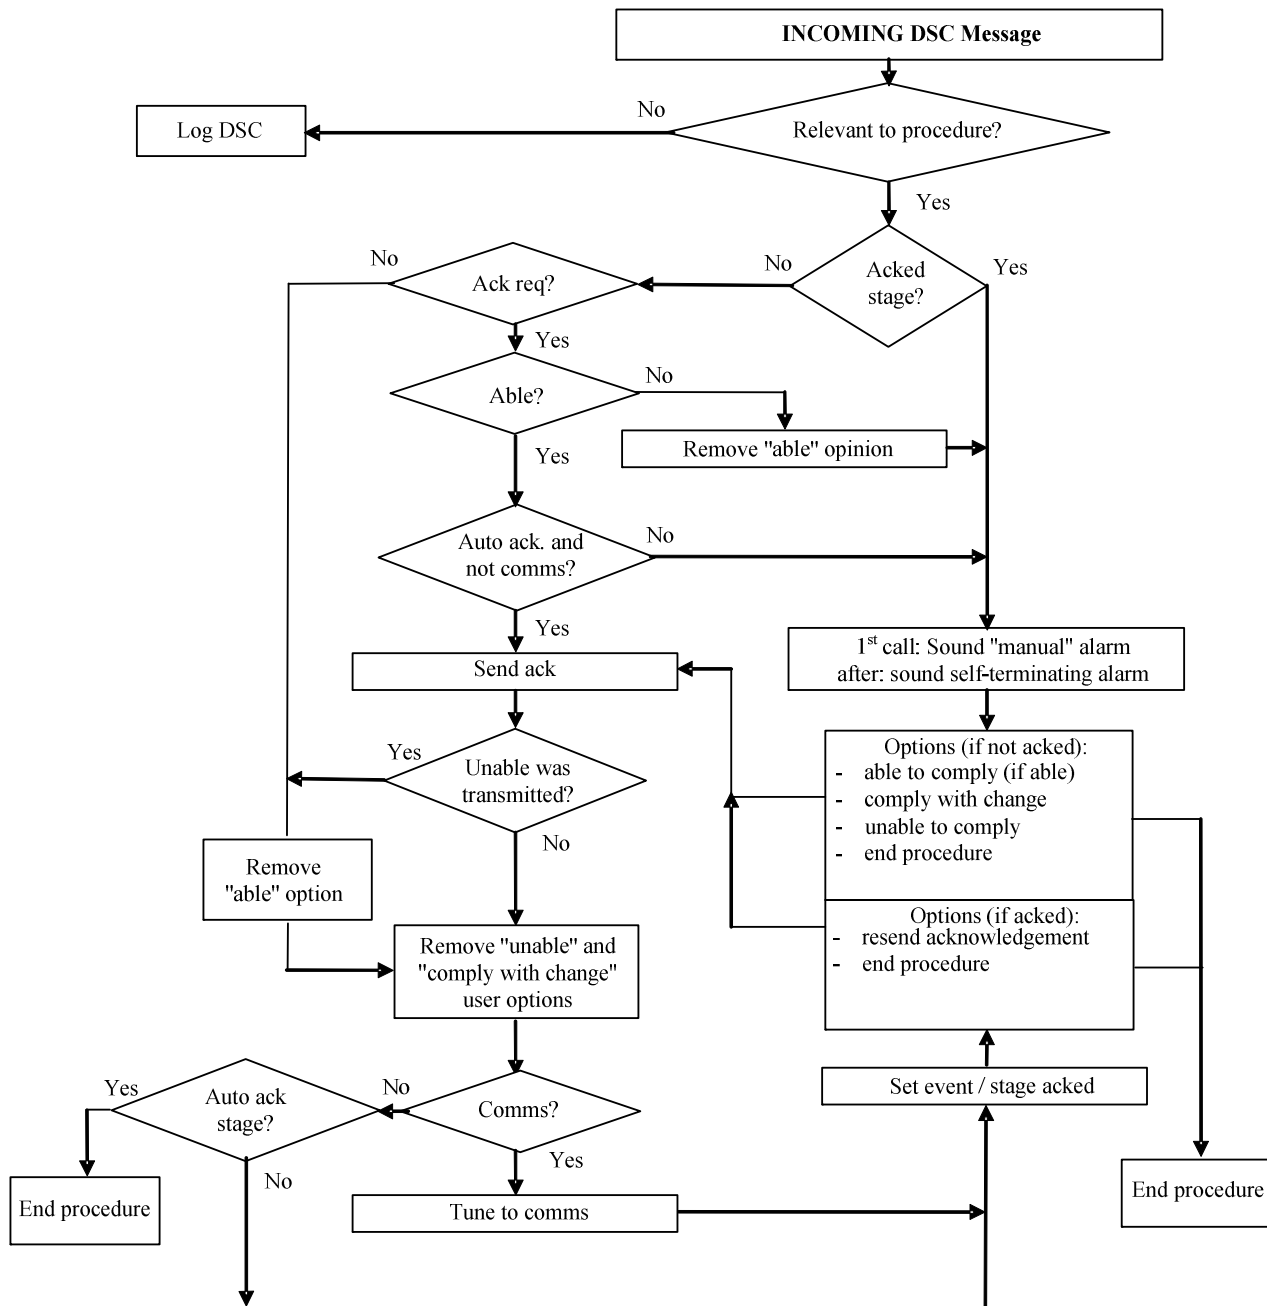 INCOMING DSC Message
No
Log DSC
Relevant to procedure?
Yes
No
Ack req?
No
Acked
stage?
Yes
Yes
Able?
No
Remove "able" opinion
Yes
Auto ack. and
not comms?
No
Yes
Send ack
1st call: Sound "manual" alarm
after: sound self-terminating alarm
Yes
Unable was
transmitted?
No
Options (if not acked):
- able to comply (if able)
- comply with change
- unable to comply
- end procedure
Remove
"able" option
Options (if acked):
- resend acknowledgement
- end procedure
Remove "unable" and
"comply with change"
user options
Yes
Auto ack
stage?
No
Comms?
Set event / stage acked
No
Yes
End procedure
Tune to comms
End procedure